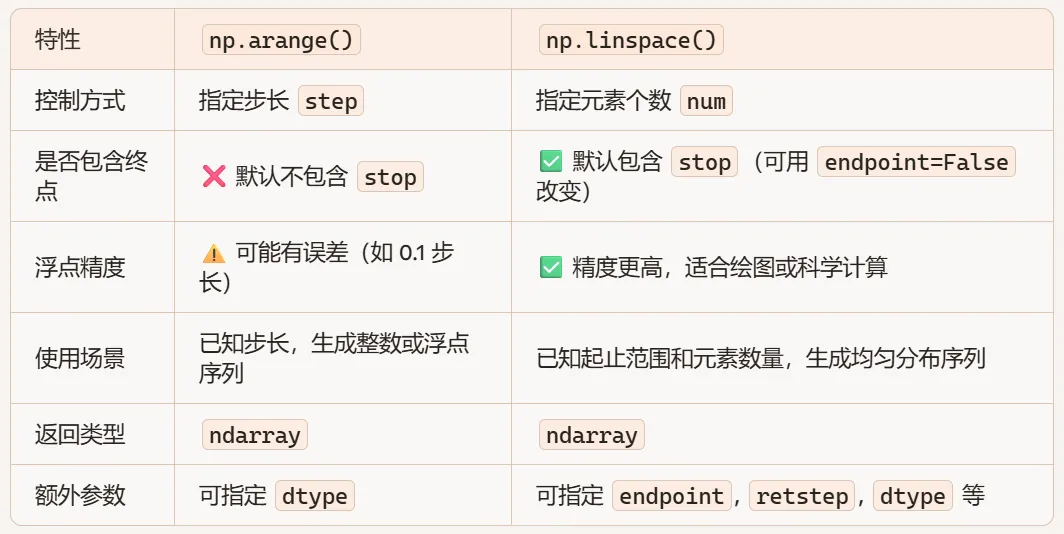 特性 np.arange() np.linspace()
控制方式 指定步长 step 指定元素个数 num
是否包含终点 ❌ 默认不包含 stop ✅ 默认包含 stop（可用 endpoint=False 改变）
浮点精度 ⚠️ 可能有误差（如 0.1 步长） ✅ 精度更高，适合绘图或科学计算
使用场景 已知步长，生成整数或浮点序列 已知起止范围和元素数量，生成均匀分布序列
返回类型 ndarray ndarray
额外参数 可指定 dtype 可指定 endpoint, retstep, dtype 等